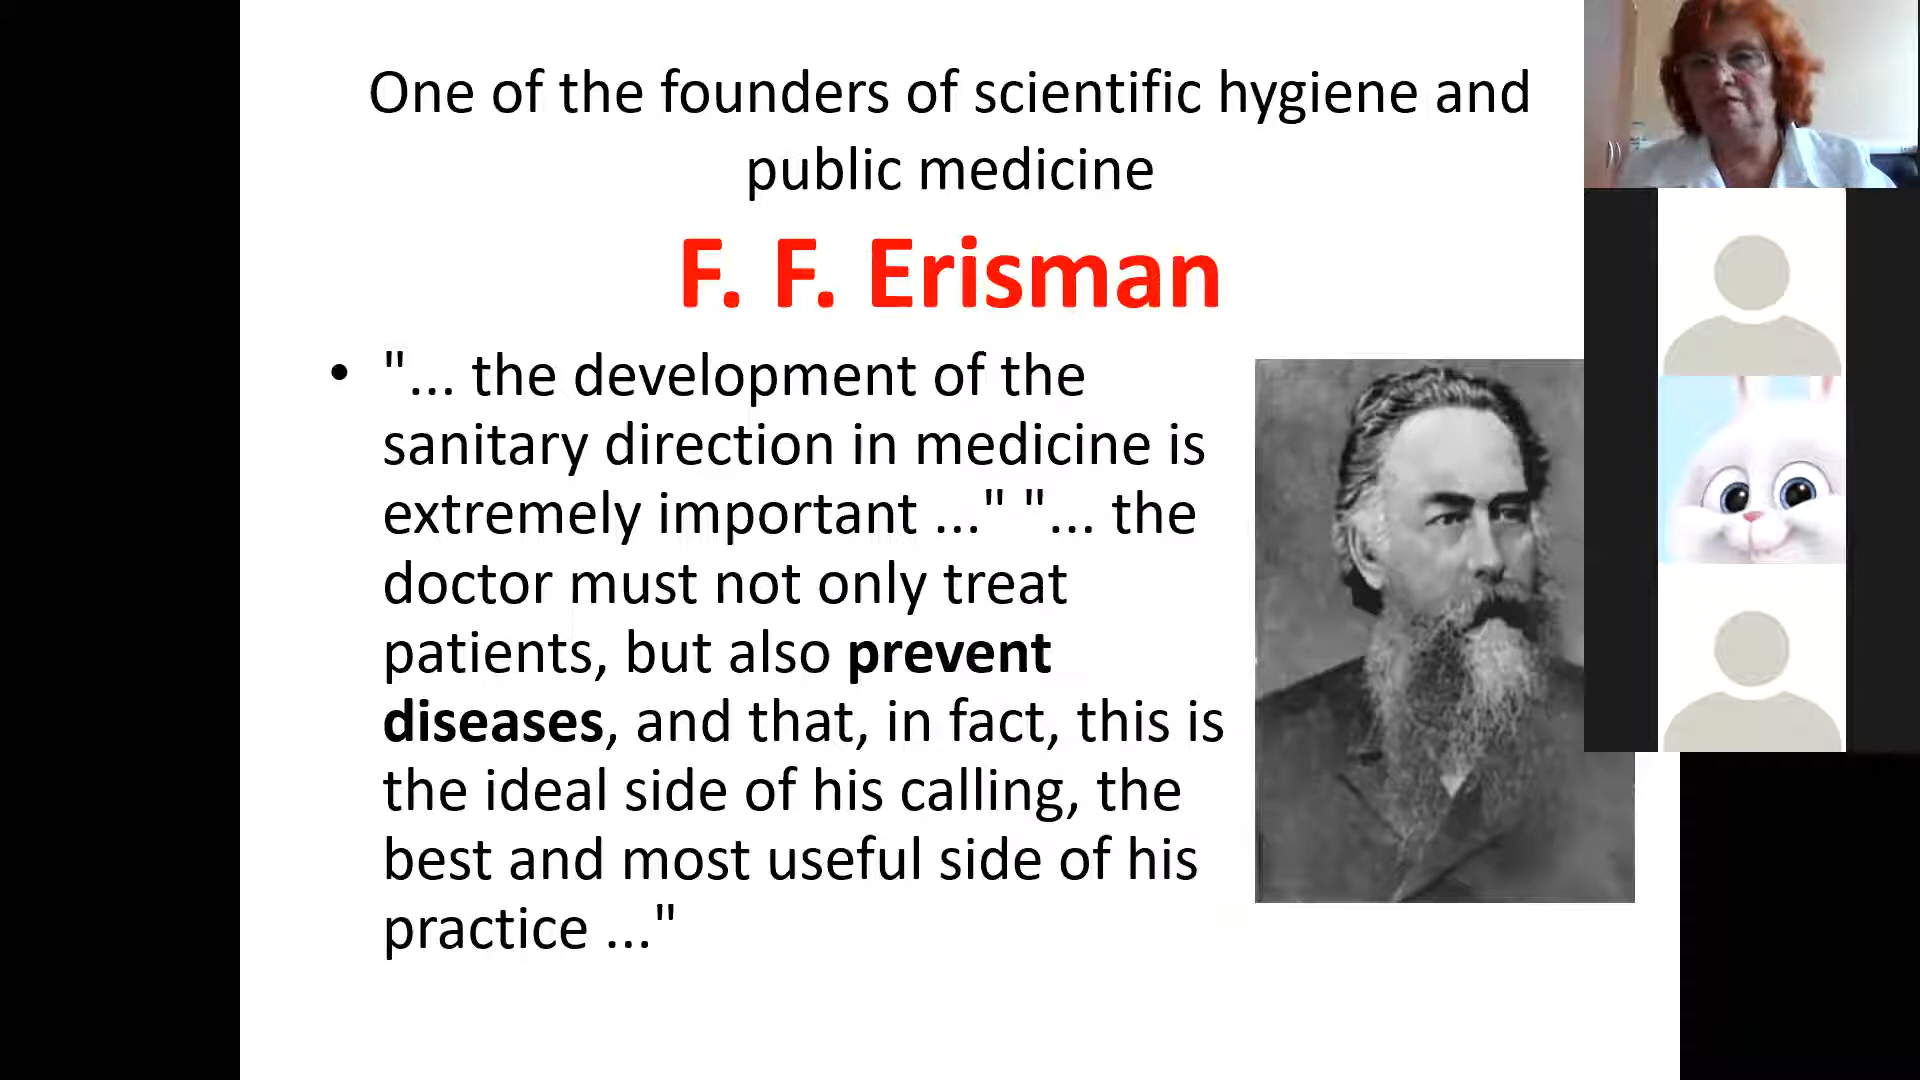 One of the founders of scientific hygiene and
public medicine
F. F. Erisman
• "... the development of the
sanitary direction in medicine is
extremely important ..." "... the
doctor must not only treat
patients, but also prevent
diseases, and that, in fact, this is
the ideal side of his calling, the
best and most useful side of his
practice ..."